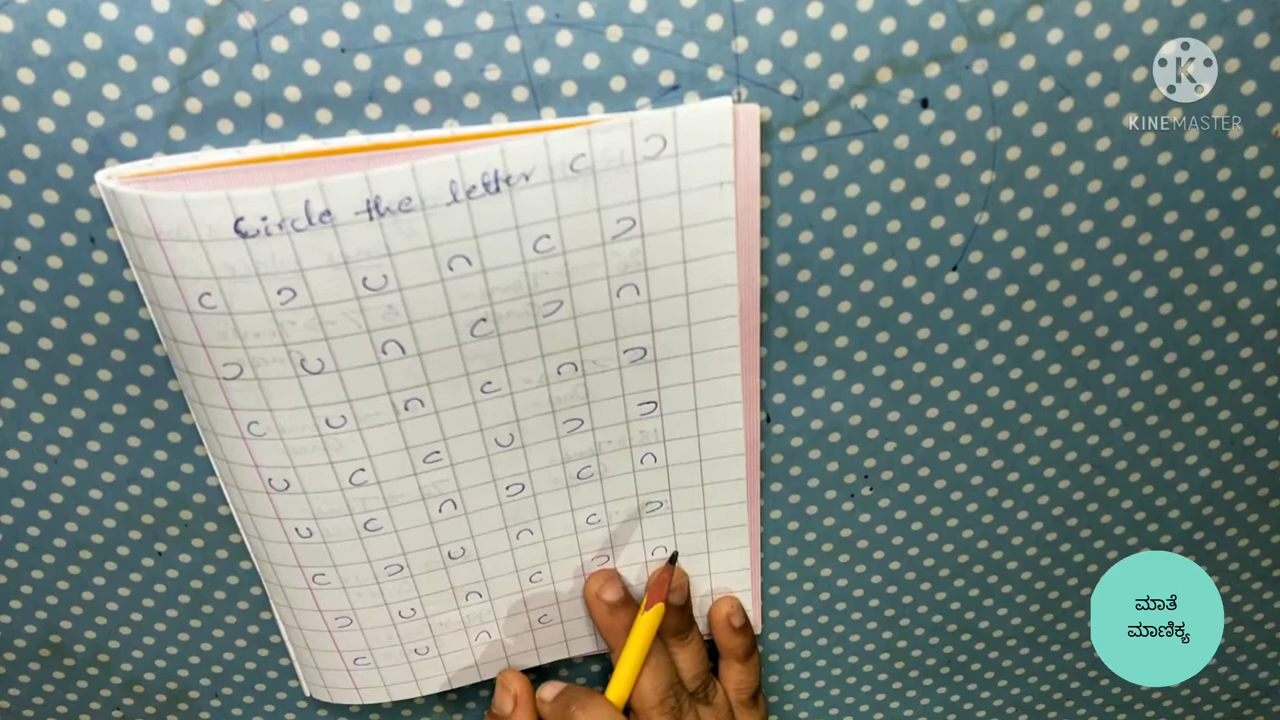 Circle the letter c ⊃
c ⊃ ∪ ∩ c ⊃
⊃ ∪ ∩ c ⊃ ∩
c ∪ ∩ c ∩ ⊃
∪ c c ∪ ⊃ ⊃
∪ c ∩ ⊃ c ∩
c ⊃ ∪ ∩ c ⊃
⊃ ∪ ∩ c ⊃ ∩
c ∪ ∩ c
KINEMASTER
ಮಾತೆ
ಮಾಣಿಕ್ಯ